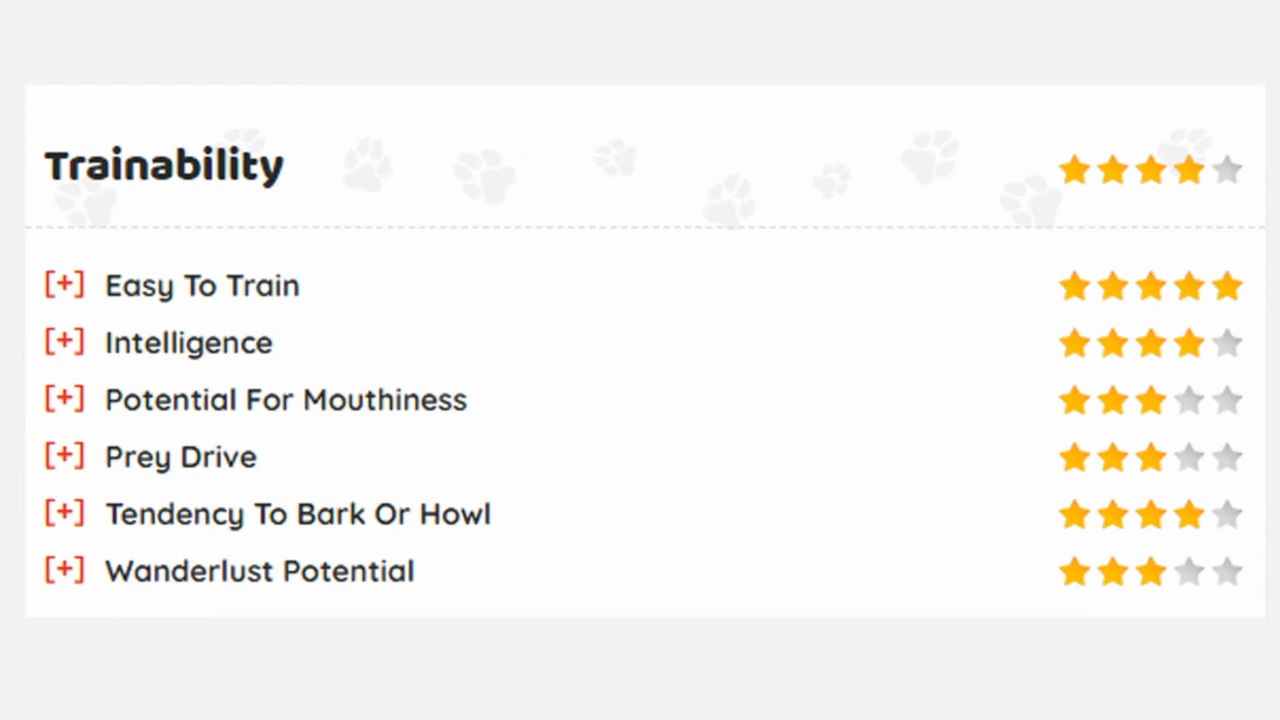 Trainability
[+] Easy To Train
[+] Intelligence
[+] Potential For Mouthiness
[+] Prey Drive
[+] Tendency To Bark Or Howl
[+] Wanderlust Potential